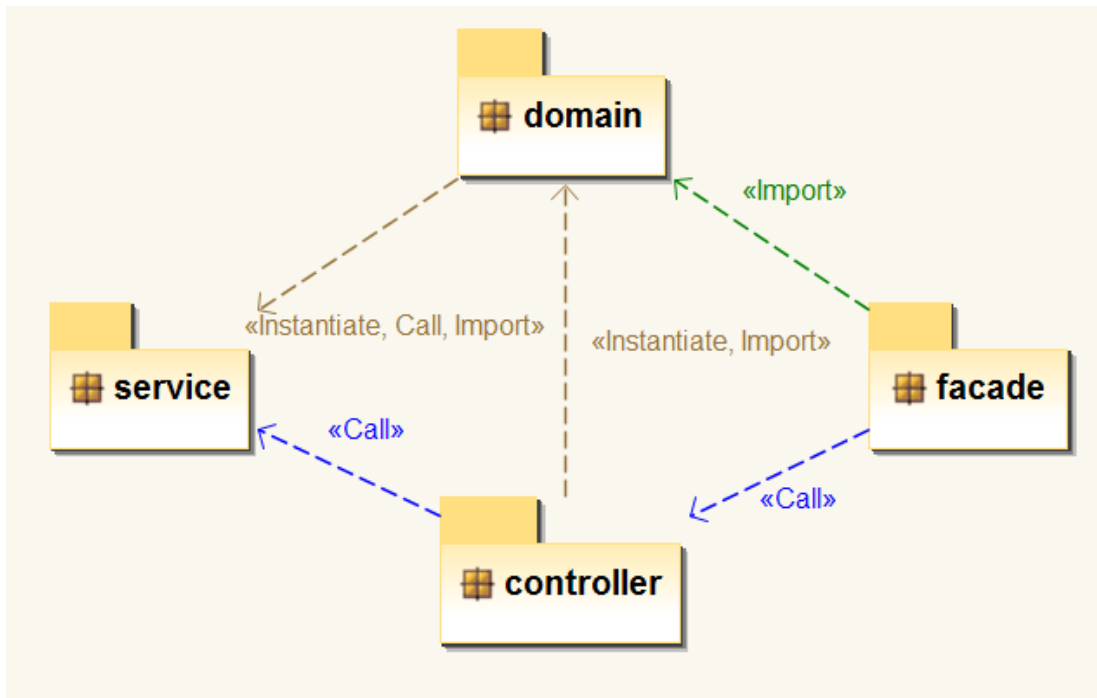 domain
«Import»
«Instantiate, Call, Import»
«Instantiate, Import»
service
facade
«Call»
«Call»
controller